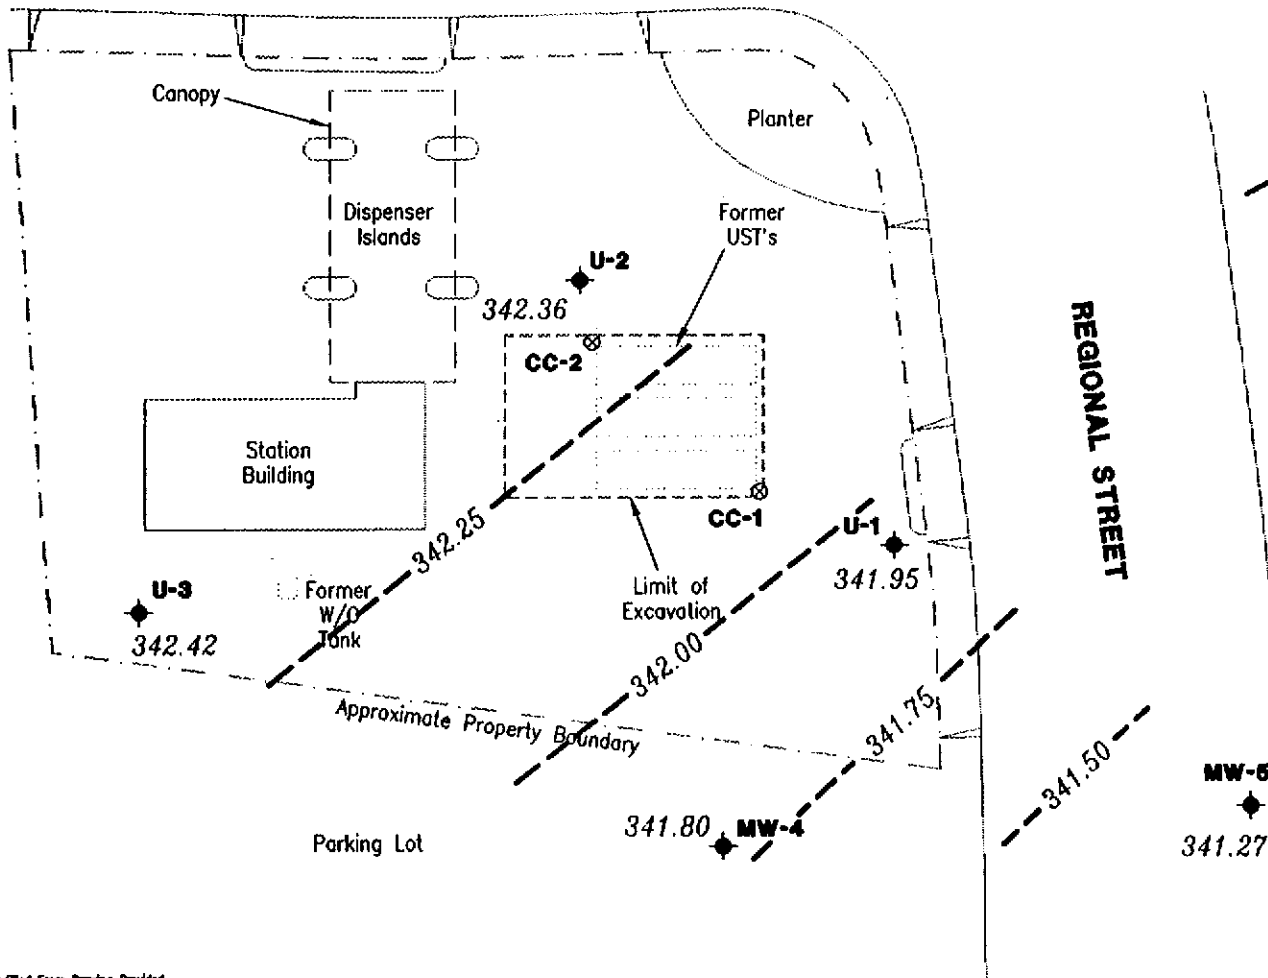 Canopy
Planter
Dispenser
Islands
Former
UST's
U-2
342.36
CC-2
REGIONAL STREET
Station
Building
342.25
CC-1
U-1
341.95
Limit of
Excavation
Former
W/O
Tank
U-3
342.42
342.00
Approximate Property Boundary
341.75
341.50
341.80
MW-4
MW-5
341.27
Parking Lot